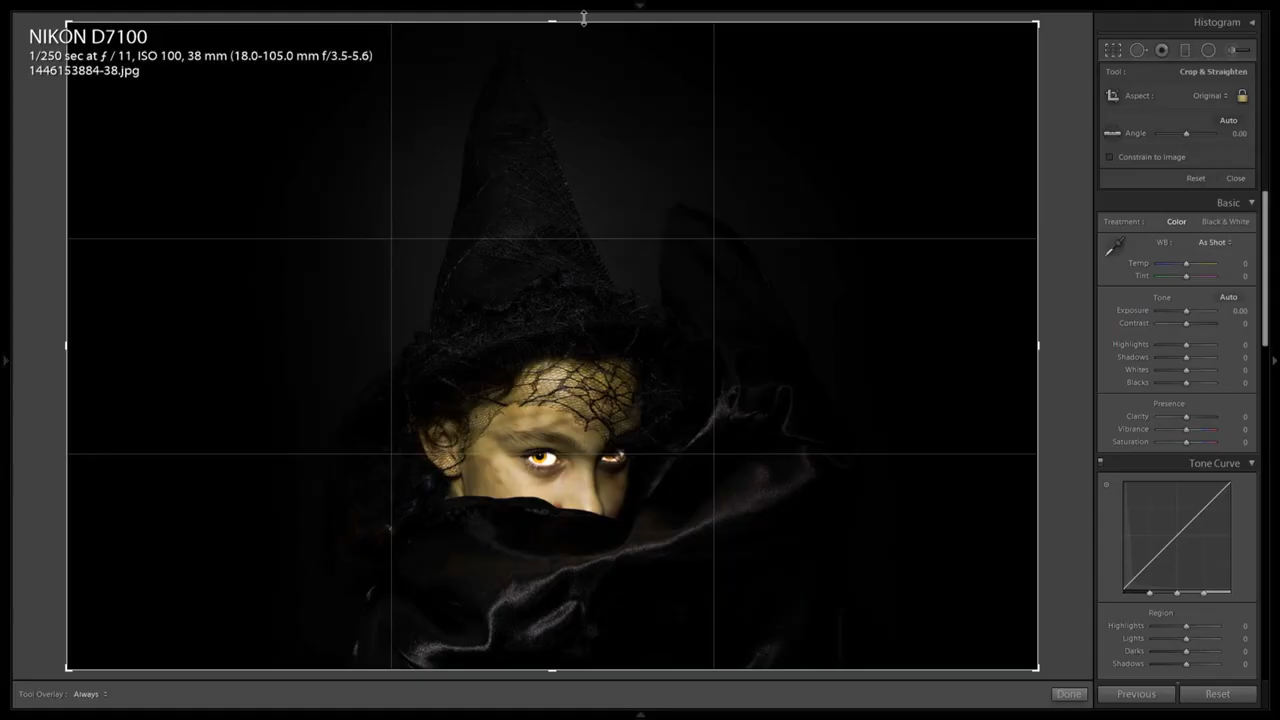 NIKON D7100
1/250 sec at ƒ / 11, ISO 100, 38 mm (18.0-105.0 mm f/3.5-5.6)
1446153884-38.jpg
Histogram
Tool : Crop & Straighten
Aspect : Original
Auto
Angle 0.00
Constrain to Image
Reset Close
Basic
Treatment : Color Black & White
WB : As Shot
Temp 0
Tint 0
Tone Auto
Exposure 0.00
Contrast 0
Highlights 0
Shadows 0
Whites 0
Blacks 0
Presence
Clarity 0
Vibrance 0
Saturation 0
Tone Curve
Region
Highlights 0
Lights 0
Darks 0
Shadows 0
Tool Overlay : Always Done Previous Reset